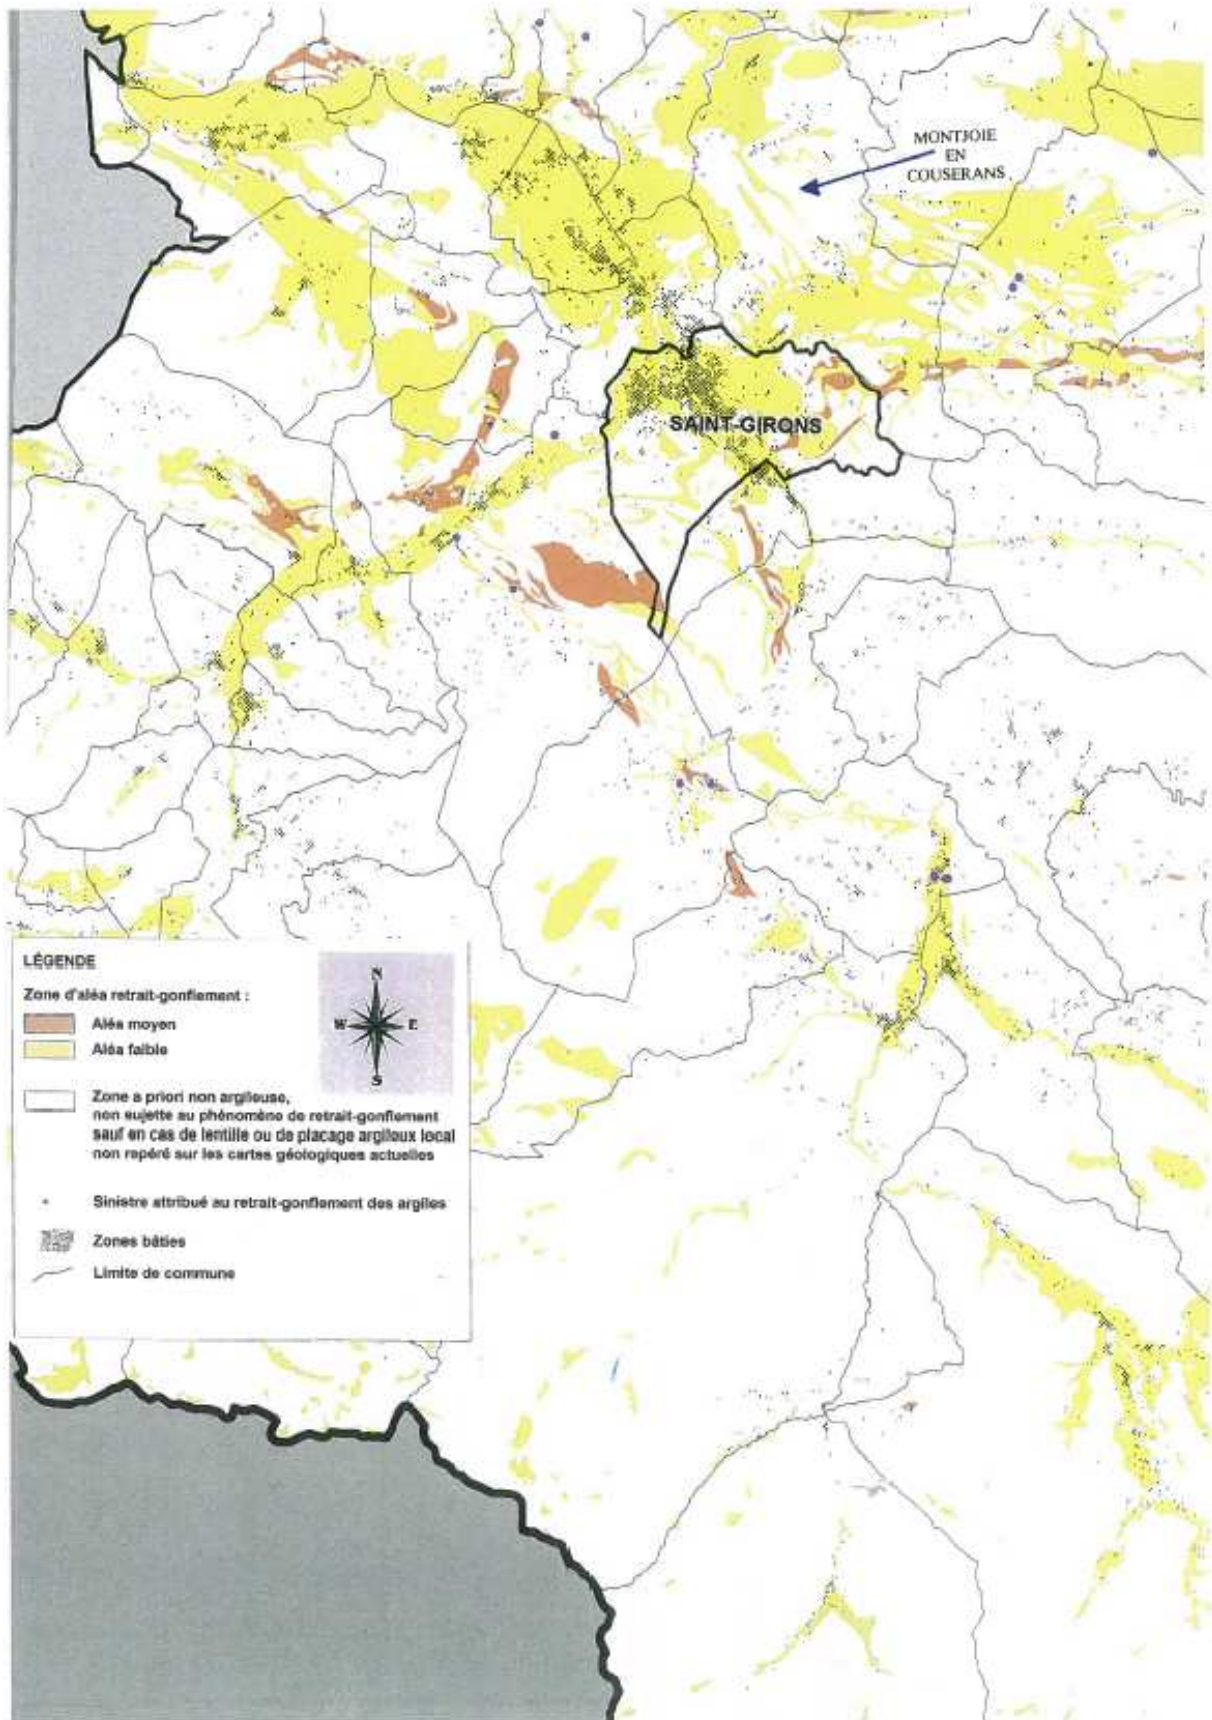 MONTJOIE
EN
COUSERANS
SAINT-GIRONS
LÉGENDE
Zone d'aléa retrait-gonflement :
Aléa moyen
Aléa faible
Zone a priori non argileuse,
non sujette au phénomène de retrait-gonflement
sauf en cas de lentille ou de placage argileux local
non repéré sur les cartes géologiques actuelles
Sinistre attribué au retrait-gonflement des argiles
Zones bâties
Limite de commune
N
W
E
S